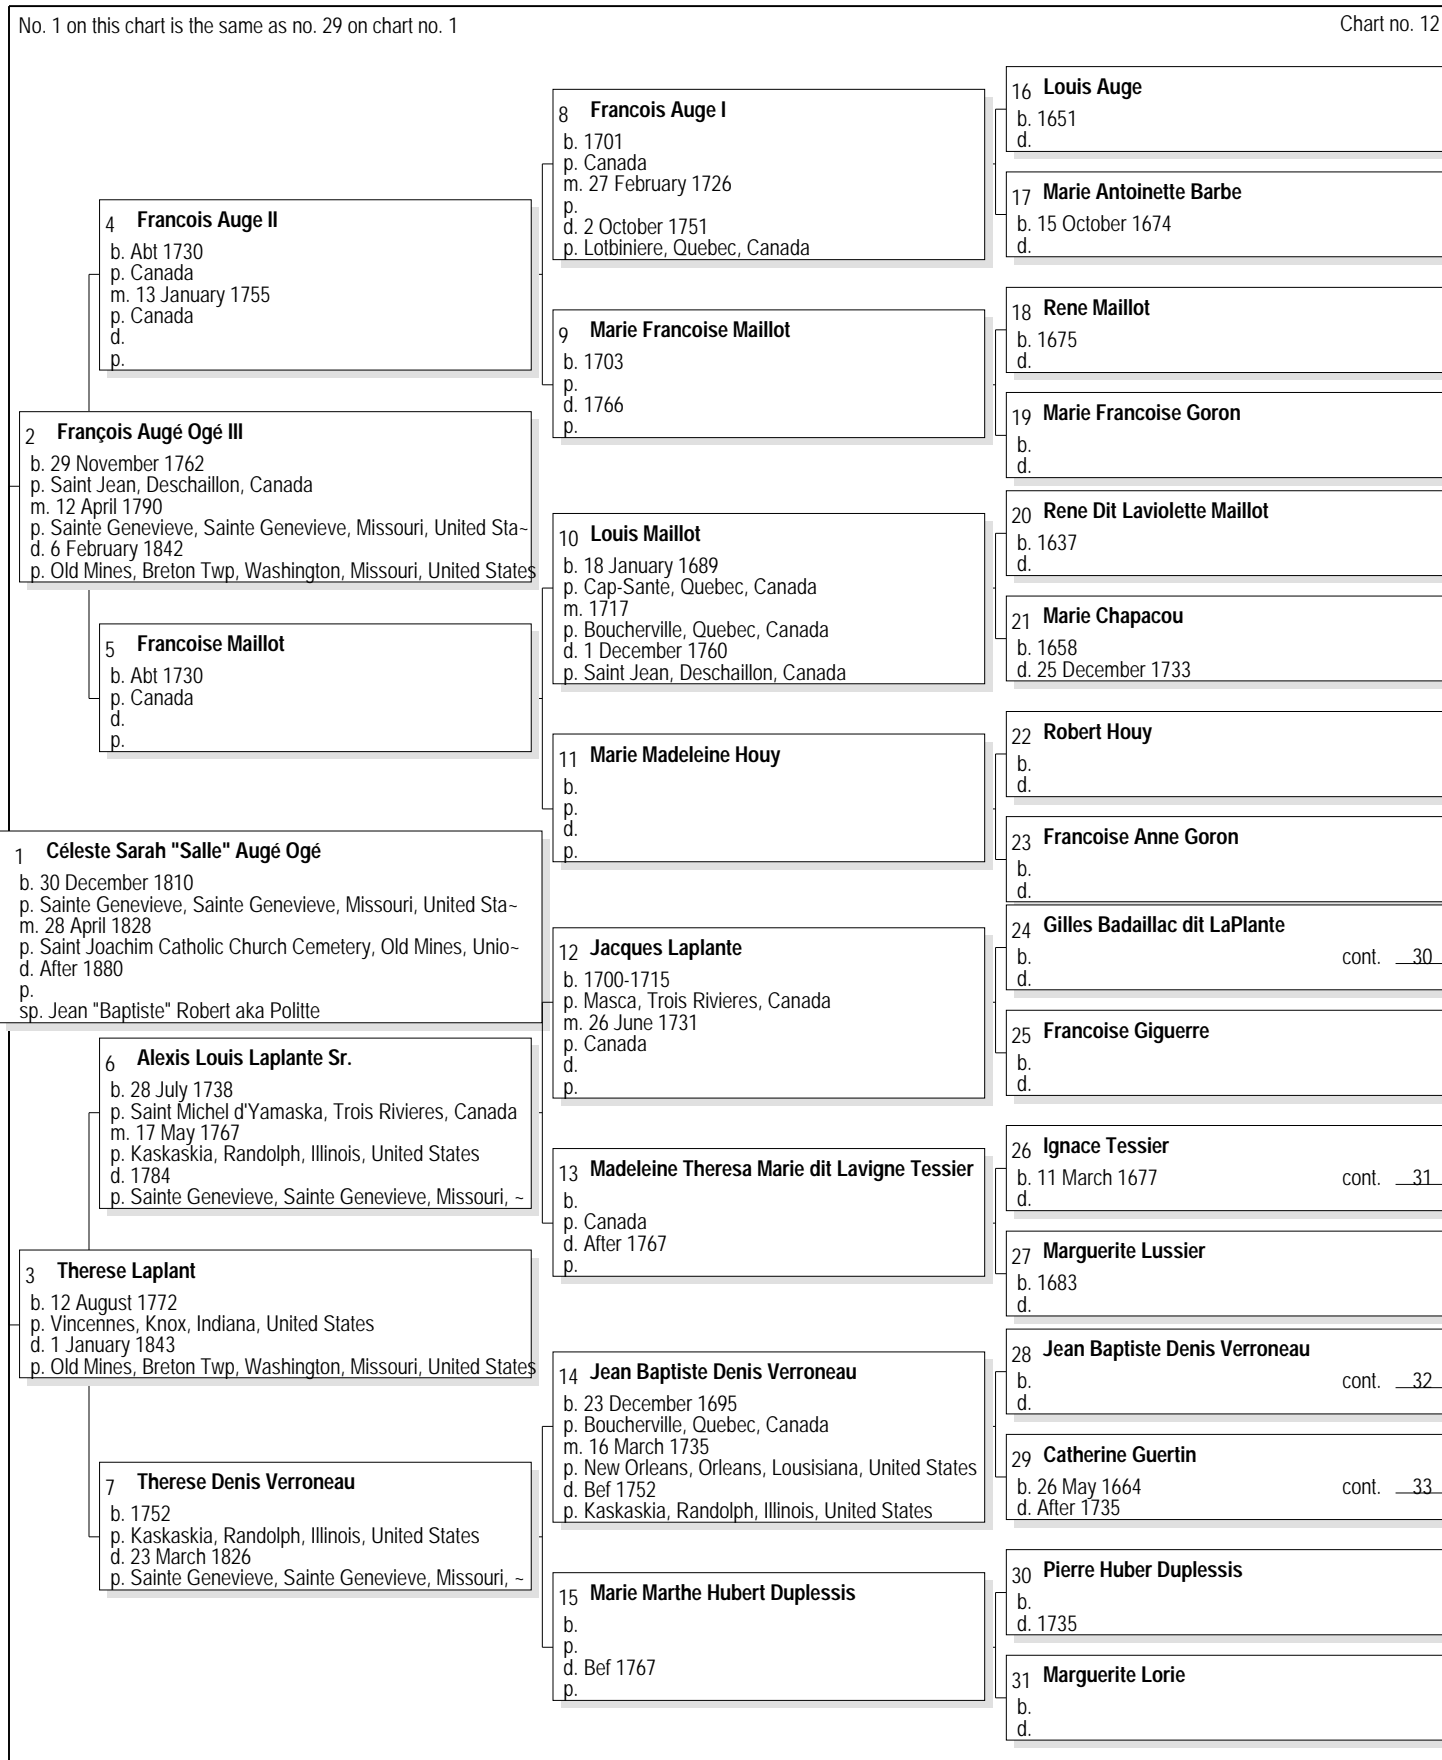 No. 1 on this chart is the same as no. 29 on chart no. 1
Chart no. 12
16 Louis Auge
b. 1651
d.
8 Francois Auge I
b. 1701
p. Canada
m. 27 February 1726
p.
d. 2 October 1751
p. Lotbiniere, Quebec, Canada
17 Marie Antoinette Barbe
b. 15 October 1674
d.
4 Francois Auge II
b. Abt 1730
p. Canada
m. 13 January 1755
p. Canada
d.
p.
18 Rene Maillot
b. 1675
d.
9 Marie Francoise Maillot
b. 1703
p.
d. 1766
p.
19 Marie Francoise Goron
b.
d.
2 François Augé Ogé III
b. 29 November 1762
p. Saint Jean, Deschaillon, Canada
m. 12 April 1790
p. Sainte Genevieve, Sainte Genevieve, Missouri, United Sta~
d. 6 February 1842
p. Old Mines, Breton Twp, Washington, Missouri, United States
20 Rene Dit Laviolette Maillot
b. 1637
d.
10 Louis Maillot
b. 18 January 1689
p. Cap-Sante, Quebec, Canada
m. 1717
p. Boucherville, Quebec, Canada
d. 1 December 1760
p. Saint Jean, Deschaillon, Canada
21 Marie Chapacou
b. 1658
d. 25 December 1733
5 Francoise Maillot
b. Abt 1730
p. Canada
d.
p.
22 Robert Houy
b.
d.
11 Marie Madeleine Houy
b.
p.
d.
p.
23 Francoise Anne Goron
b.
d.
1 Céleste Sarah "Salle" Augé Ogé
b. 30 December 1810
p. Sainte Genevieve, Sainte Genevieve, Missouri, United Sta~
m. 28 April 1828
p. Saint Joachim Catholic Church Cemetery, Old Mines, Unio~
d. After 1880
p.
sp. Jean "Baptiste" Robert aka Politte
24 Gilles Badaillac dit LaPlante
b. cont. 30
d.
12 Jacques Laplante
b. 1700-1715
p. Masca, Trois Rivieres, Canada
m. 26 June 1731
p. Canada
d.
p.
25 Francoise Giguerre
b.
d.
6 Alexis Louis Laplante Sr.
b. 28 July 1738
p. Saint Michel d'Yamaska, Trois Rivieres, Canada
m. 17 May 1767
p. Kaskaskia, Randolph, Illinois, United States
d. 1784
p. Sainte Genevieve, Sainte Genevieve, Missouri, ~
26 Ignace Tessier
b. 11 March 1677 cont. 31
d.
13 Madeleine Theresa Marie dit Lavigne Tessier
b.
p. Canada
d. After 1767
p.
27 Marguerite Lussier
b. 1683
d.
3 Therese Laplant
b. 12 August 1772
p. Vincennes, Knox, Indiana, United States
d. 1 January 1843
p. Old Mines, Breton Twp, Washington, Missouri, United States
28 Jean Baptiste Denis Verroneau
b. cont. 32
d.
14 Jean Baptiste Denis Verroneau
b. 23 December 1695
p. Boucherville, Quebec, Canada
m. 16 March 1735
p. New Orleans, Orleans, Lousisiana, United States
d. Bef 1752
p. Kaskaskia, Randolph, Illinois, United States
29 Catherine Guertin
b. 26 May 1664 cont. 33
d. After 1735
7 Therese Denis Verroneau
b. 1752
p. Kaskaskia, Randolph, Illinois, United States
d. 23 March 1826
p. Sainte Genevieve, Sainte Genevieve, Missouri, ~
30 Pierre Huber Duplessis
b.
d. 1735
15 Marie Marthe Hubert Duplessis
b.
p.
d. Bef 1767
p.
31 Marguerite Lorie
b.
d.